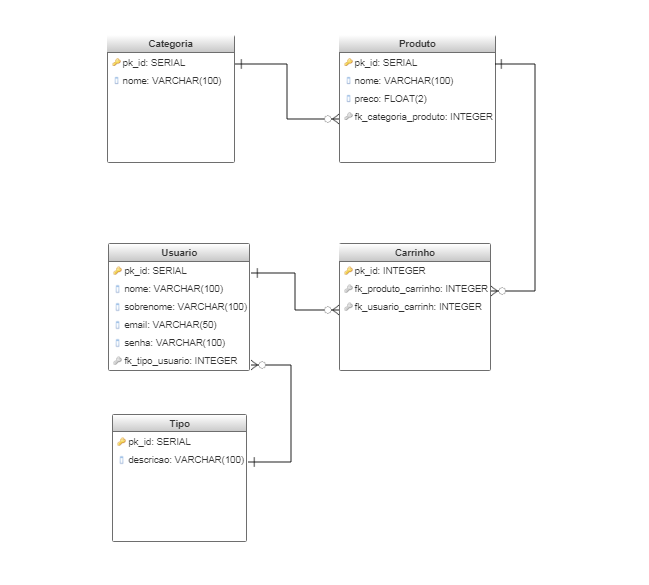 Categoria
pk_id: SERIAL
nome: VARCHAR(100)
Produto
pk_id: SERIAL
nome: VARCHAR(100)
preco: FLOAT(2)
fk_categoria_produto: INTEGER
Usuario
pk_id: SERIAL
nome: VARCHAR(100)
sobrenome: VARCHAR(100)
email: VARCHAR(50)
senha: VARCHAR(100)
fk_tipo_usuario: INTEGER
Carrinho
pk_id: INTEGER
fk_produto_carrinho: INTEGER
fk_usuario_carrinh: INTEGER
Tipo
pk_id: SERIAL
descricao: VARCHAR(100)